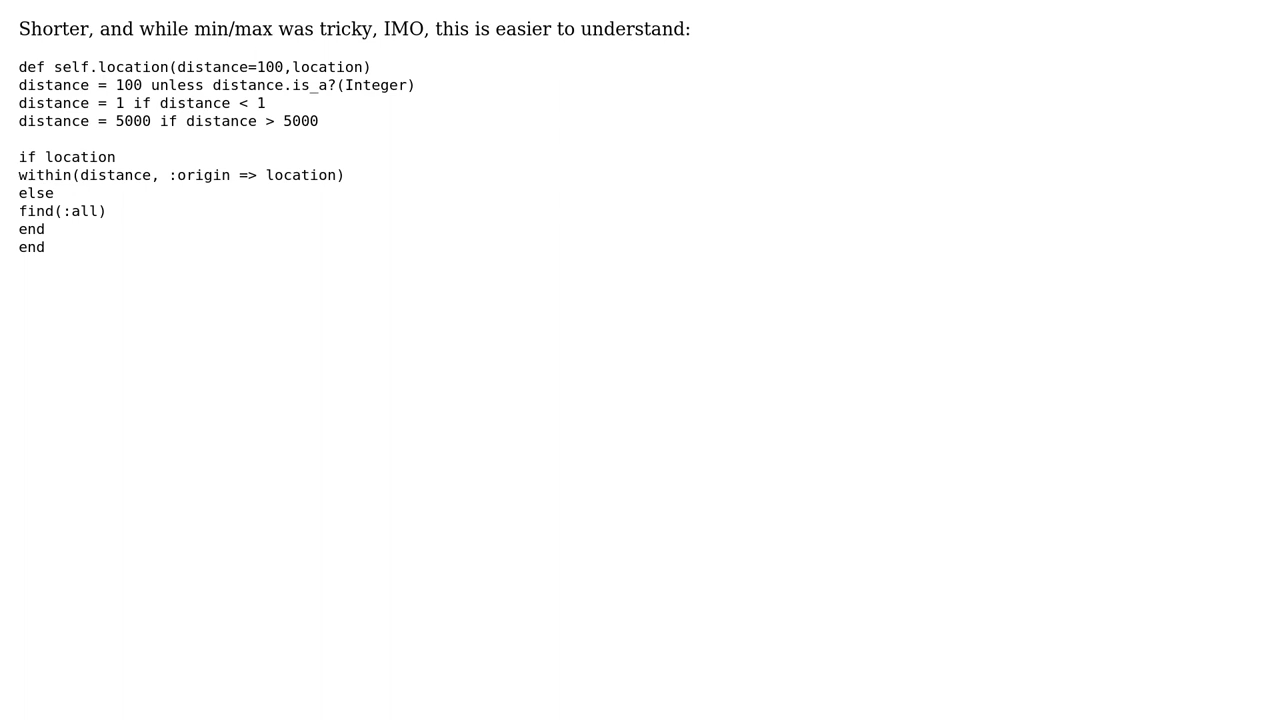 Shorter, and while min/max was tricky, IMO, this is easier to understand:
def self.location(distance=100,location)
distance = 100 unless distance.is_a?(Integer)
distance = 1 if distance < 1
distance = 5000 if distance > 5000

if location
within(distance, :origin => location)
else
find(:all)
end
end